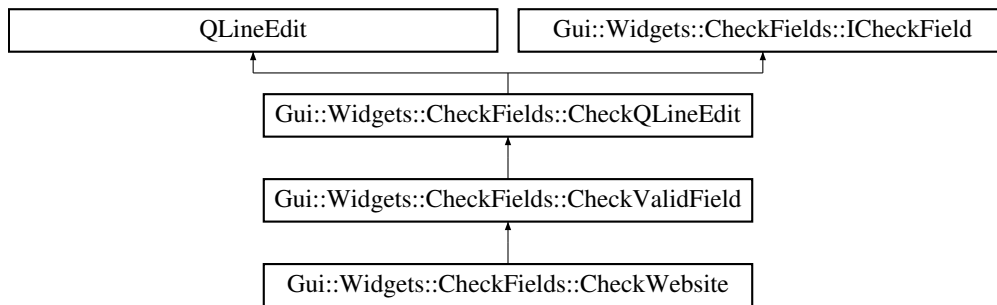 QLineEdit
Gui::Widgets::CheckFields::ICheckField
Gui::Widgets::CheckFields::CheckQLineEdit
Gui::Widgets::CheckFields::CheckValidField
Gui::Widgets::CheckFields::CheckWebsite